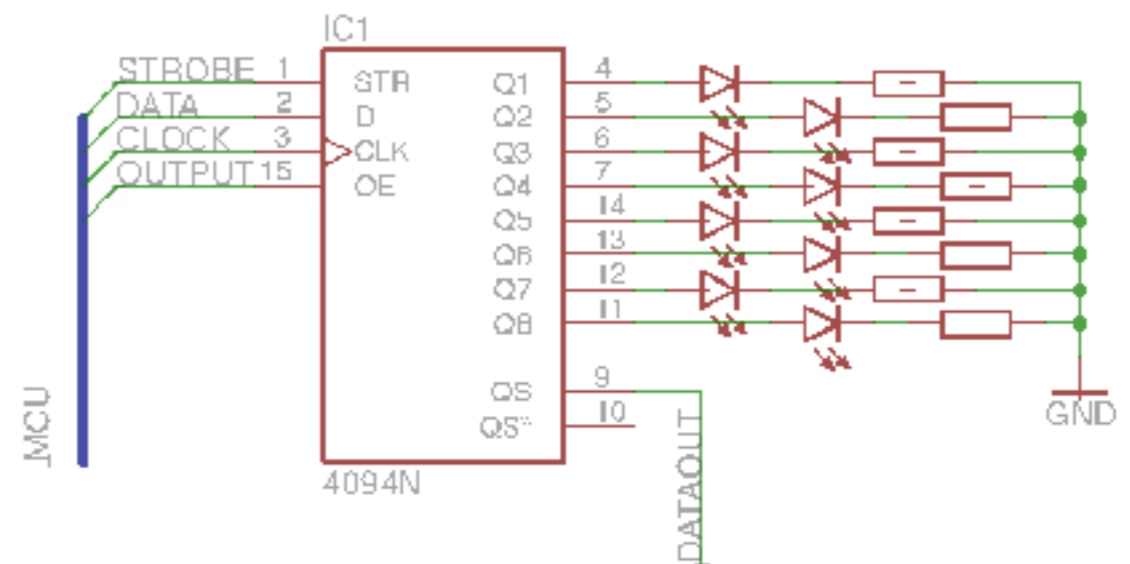 IC1
STROBE 1 STR Q1 4
DATA 2 D Q2 5
CLOCK 3 CLK Q3 6
OUTPUT 15 OE Q4 7
Q5 14
Q6 13
Q7 12
Q8 11
QS 9
QS* 10
4094N
MCU
DATAOUT
GND